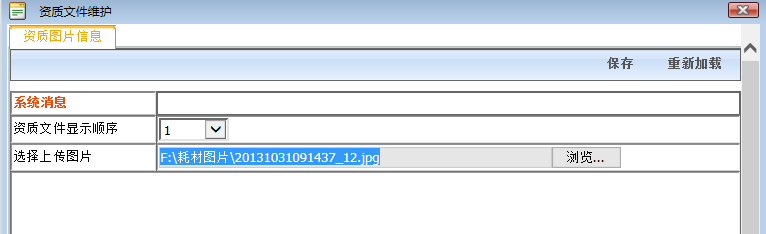 资质文件维护
资质图片信息
保存 重新加载
系统消息
资质文件显示顺序 1
选择上传图片 F:\耗材图片\20131031091437_12.jpg 浏览...